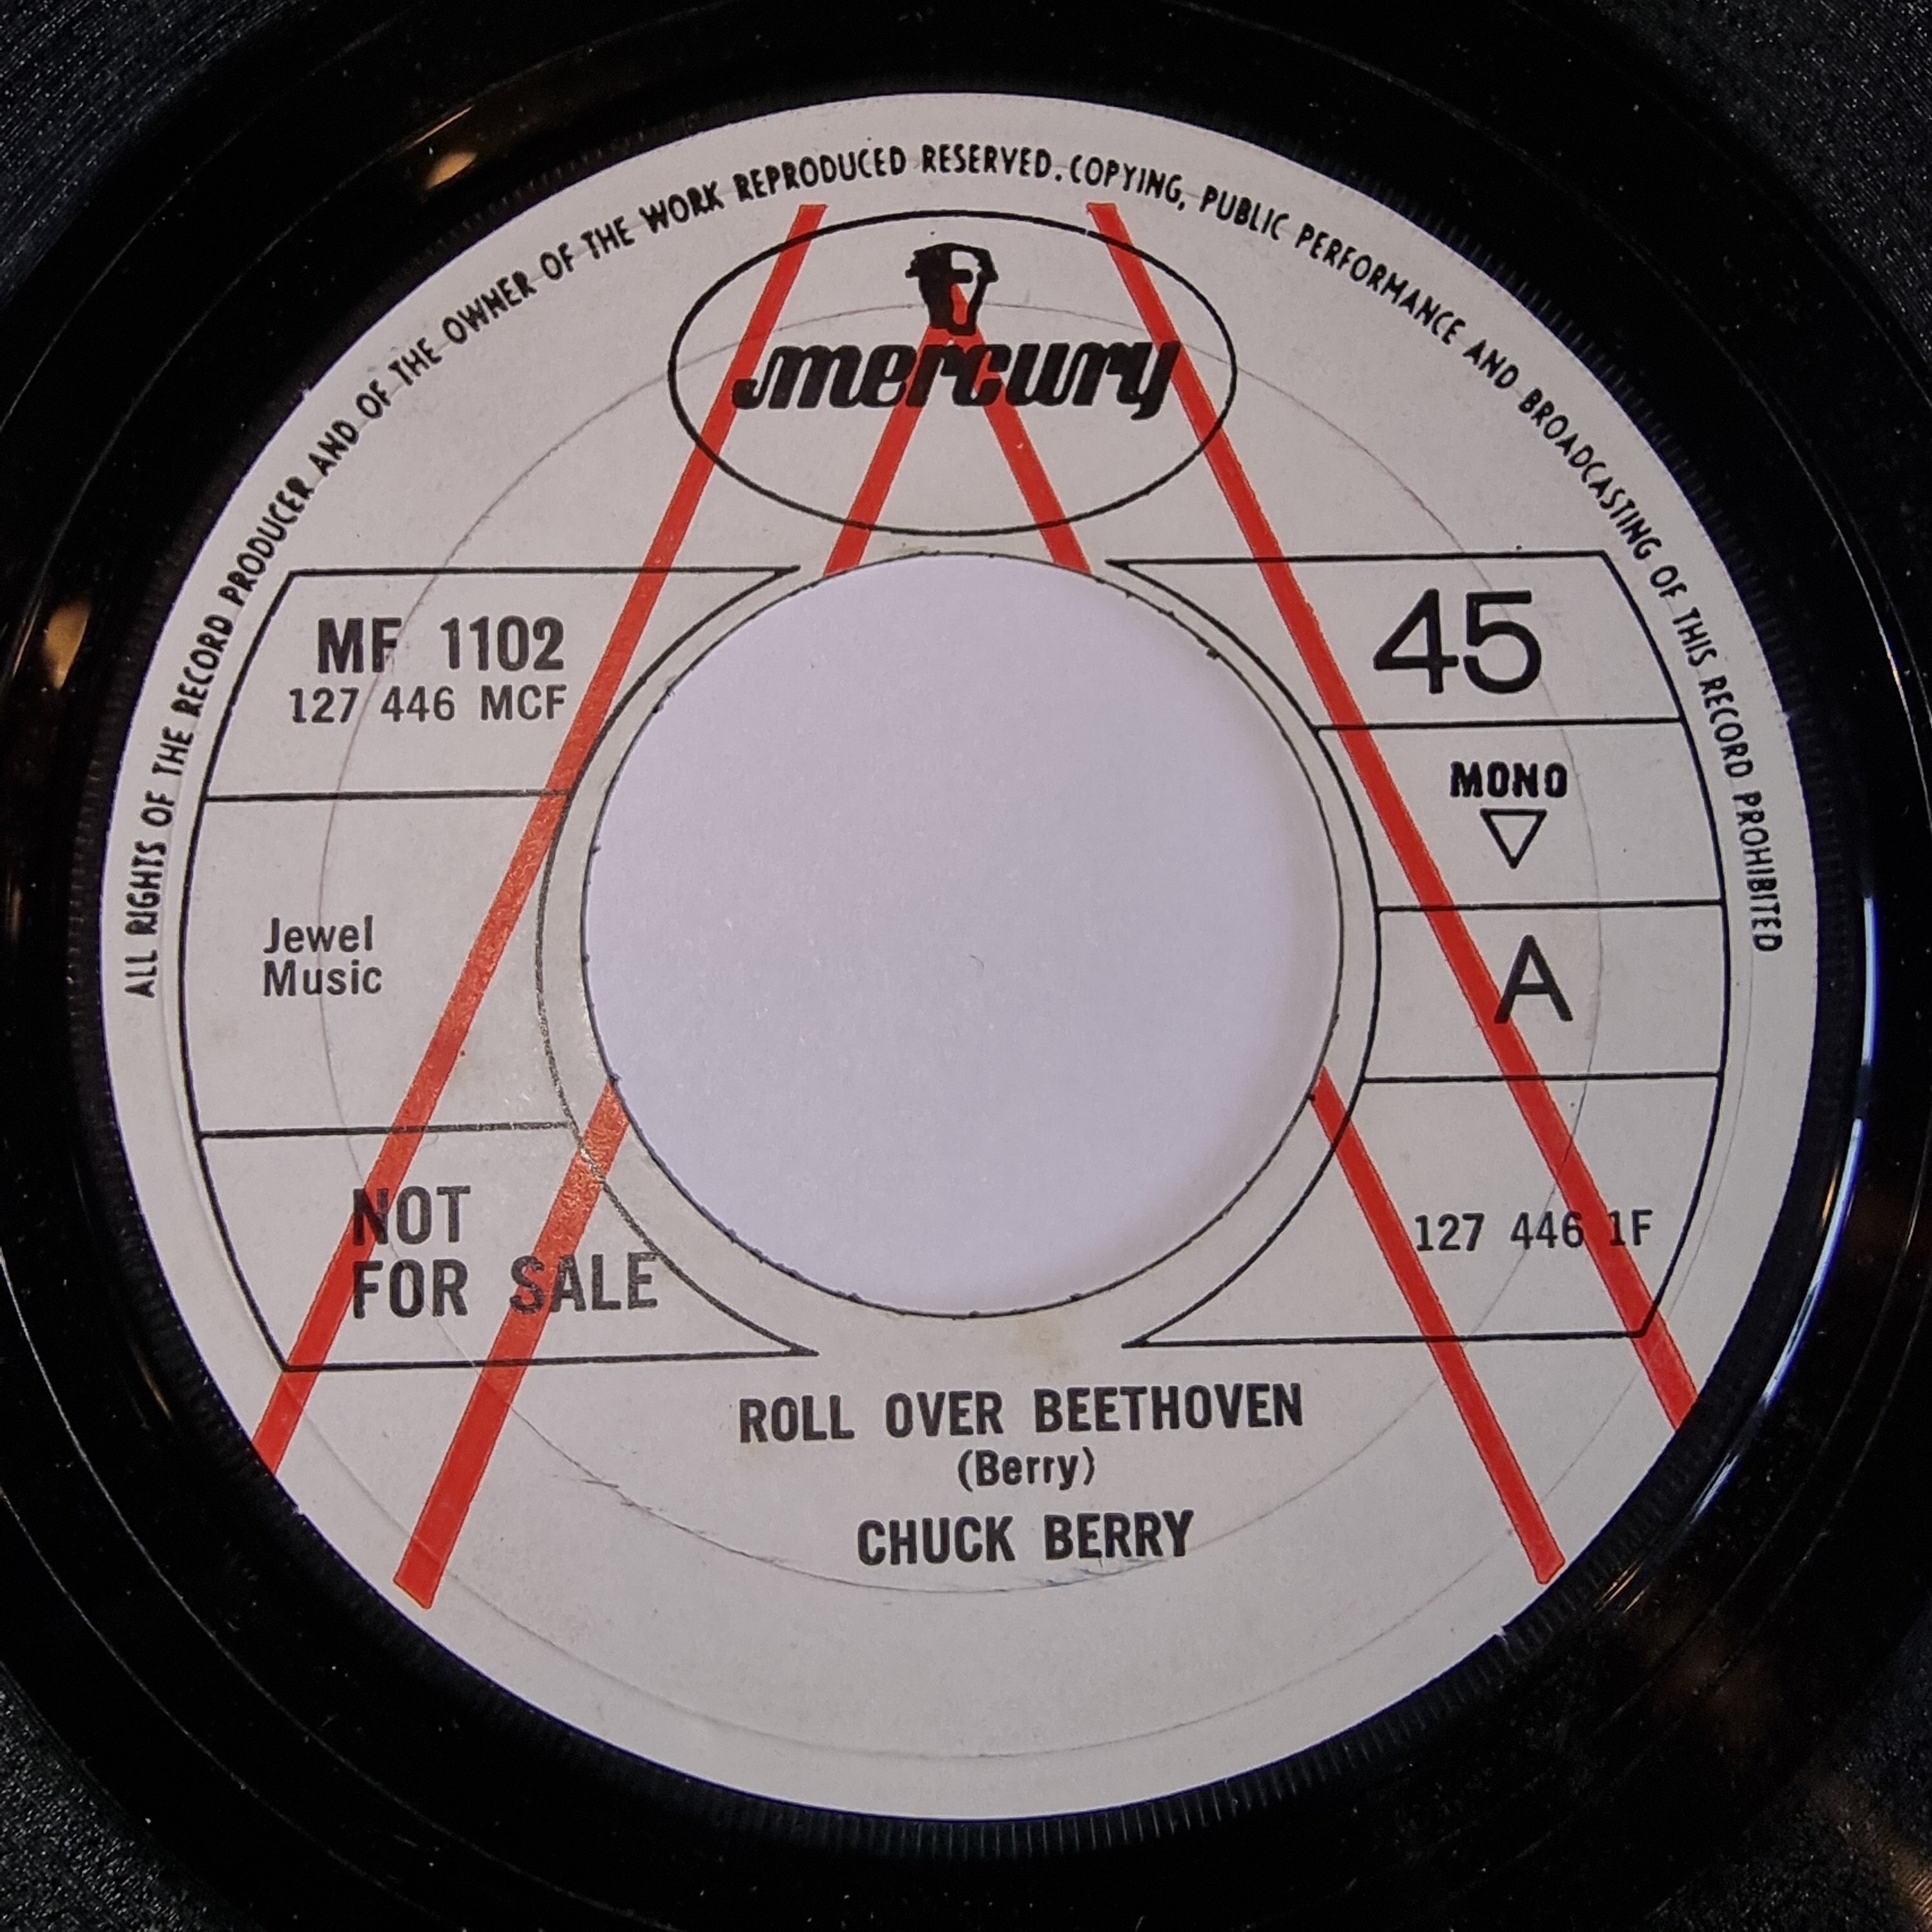 ALL RIGHTS OF THE RECORD PRODUCER AND OF THE OWNER OF THE WORK REPRODUCED RESERVED. COPYING, PUBLIC PERFORMANCE AND BROADCASTING OF THIS RECORD PROHIBITED
mercury
MF 1102
127 446 MCF
Jewel
Music
NOT
FOR SALE
45
MONO
A
127 446 1F
ROLL OVER BEETHOVEN
(Berry)
CHUCK BERRY